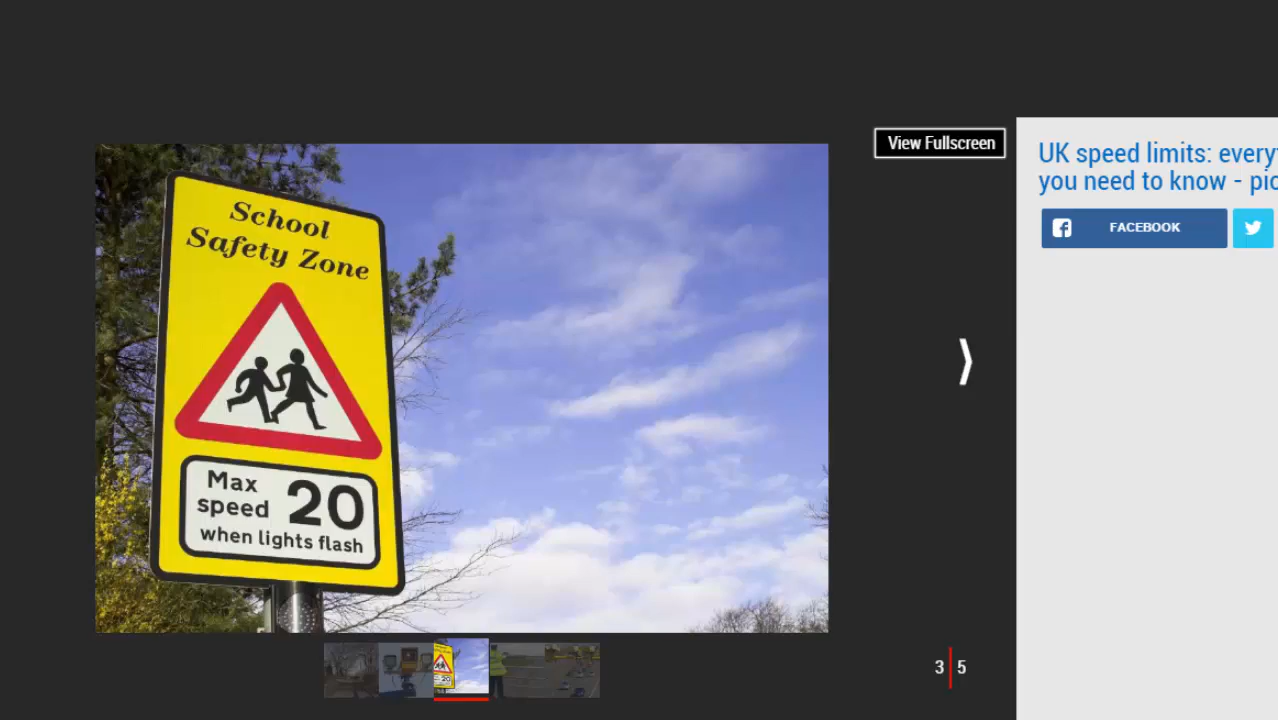 View Fullscreen
School
Safety Zone
Max
speed 20
when lights flash
UK speed limits: every
you need to know - pic
FACEBOOK
3 5